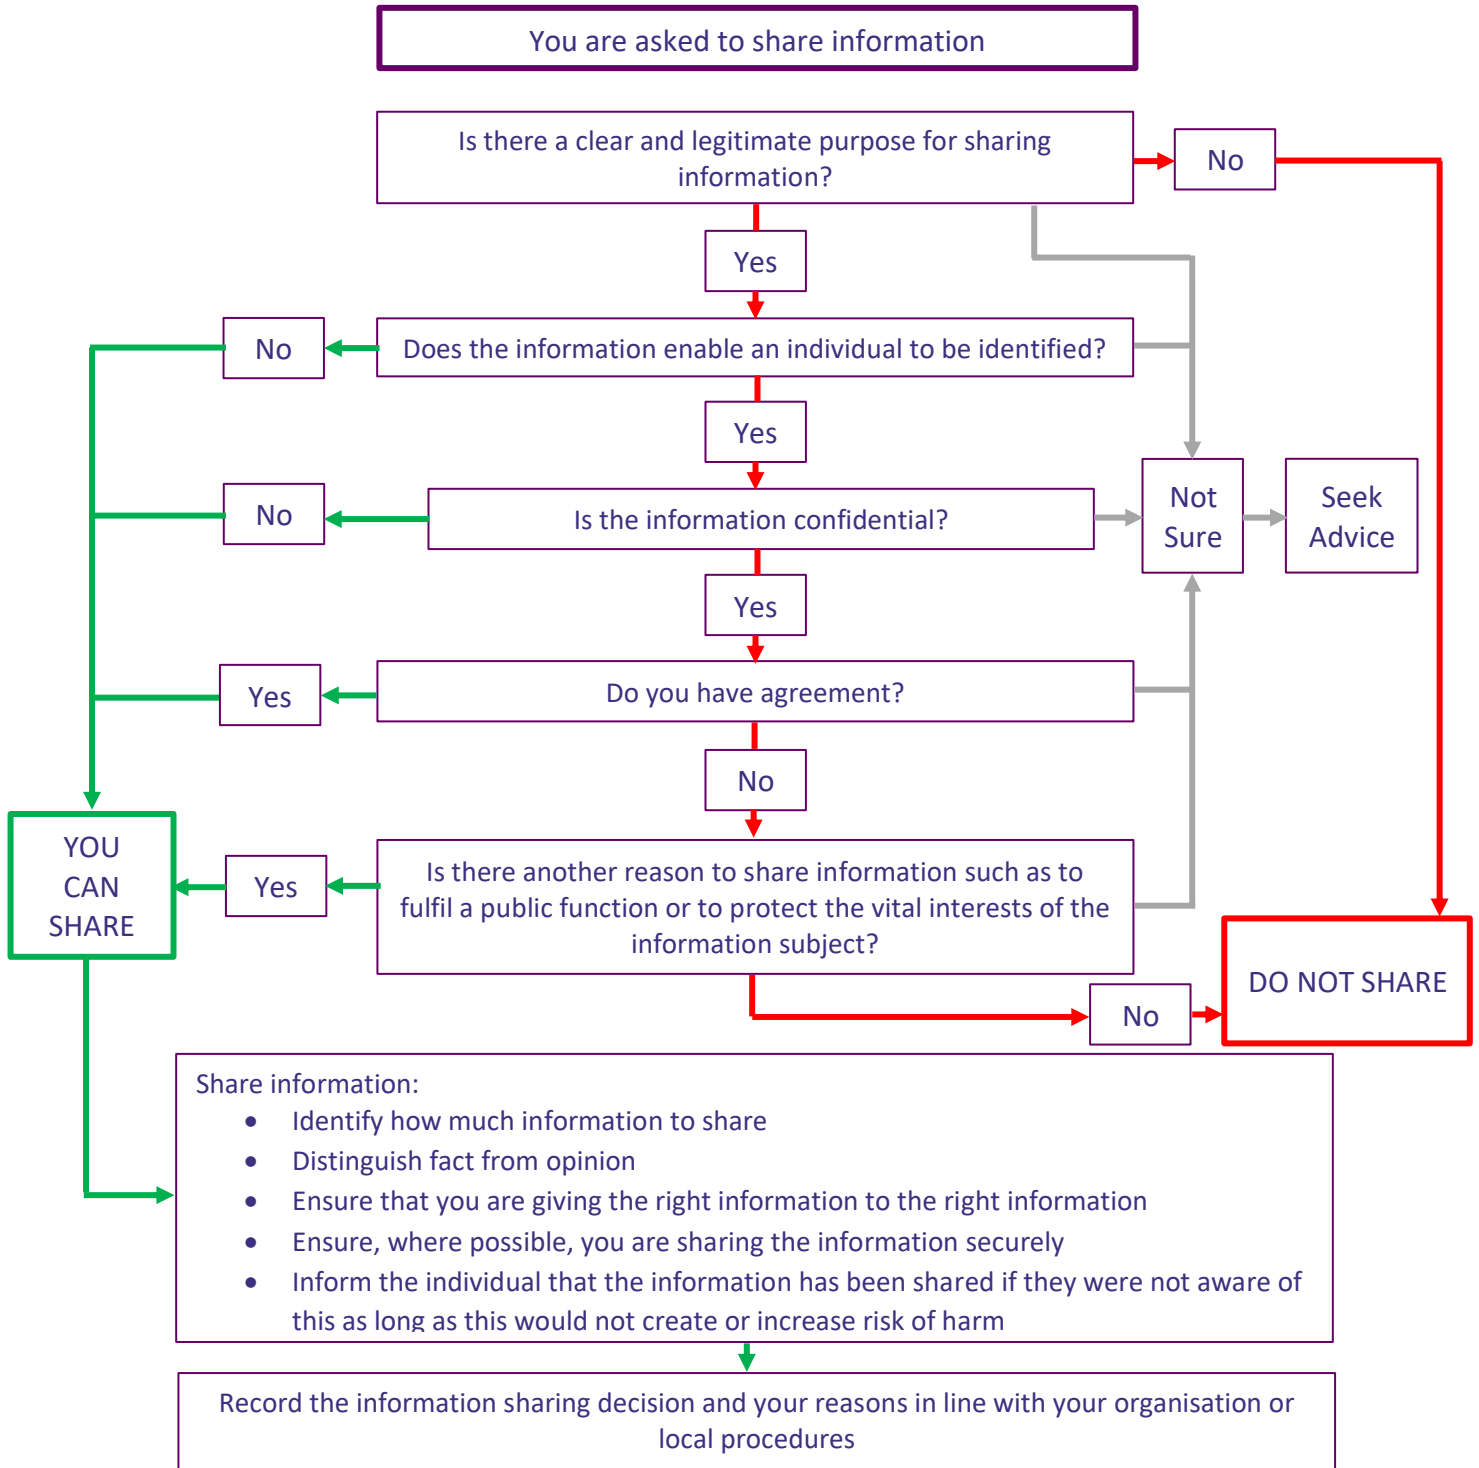 You are asked to share information
Is there a clear and legitimate purpose for sharing
information?
No
Yes
No
Does the information enable an individual to be identified?
Yes
No
Is the information confidential?
Not
Sure
Seek
Advice
Yes
Yes
Do you have agreement?
No
YOU
CAN
SHARE
Yes
Is there another reason to share information such as to
fulfil a public function or to protect the vital interests of the
information subject?
DO NOT SHARE
No
Share information:
• Identify how much information to share
• Distinguish fact from opinion
• Ensure that you are giving the right information to the right information
• Ensure, where possible, you are sharing the information securely
• Inform the individual that the information has been shared if they were not aware of
this as long as this would not create or increase risk of harm
Record the information sharing decision and your reasons in line with your organisation or
local procedures